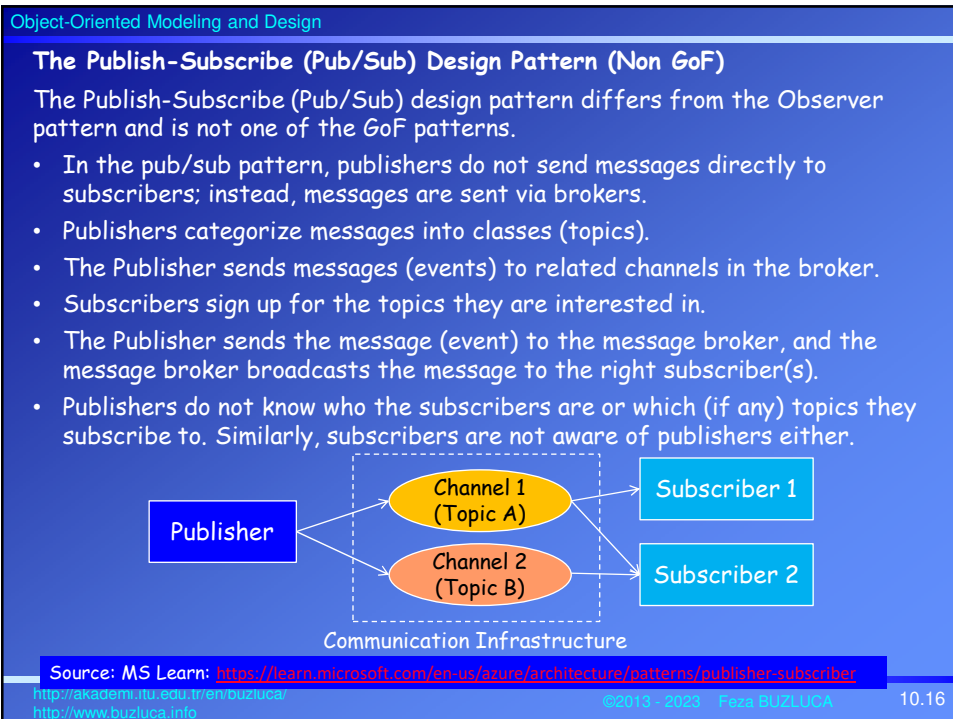 Object-Oriented Modeling and Design
The Publish-Subscribe (Pub/Sub) Design Pattern (Non GoF)
The Publish-Subscribe (Pub/Sub) design pattern differs from the Observer
pattern and is not one of the GoF patterns.
• In the pub/sub pattern, publishers do not send messages directly to
subscribers; instead, messages are sent via brokers.
• Publishers categorize messages into classes (topics).
• The Publisher sends messages (events) to related channels in the broker.
• Subscribers sign up for the topics they are interested in.
• The Publisher sends the message (event) to the message broker, and the
message broker broadcasts the message to the right subscriber(s).
• Publishers do not know who the subscribers are or which (if any) topics they
subscribe to. Similarly, subscribers are not aware of publishers either.
Publisher
Channel 1
(Topic A)
Channel 2
(Topic B)
Subscriber 1
Subscriber 2
Communication Infrastructure
Source: MS Learn: https://learn.microsoft.com/en-us/azure/architecture/patterns/publisher-subscriber
http://akademi.itu.edu.tr/en/buzluca/
http://www.buzluca.info
©2013 - 2023 Feza BUZLUCA
10.16